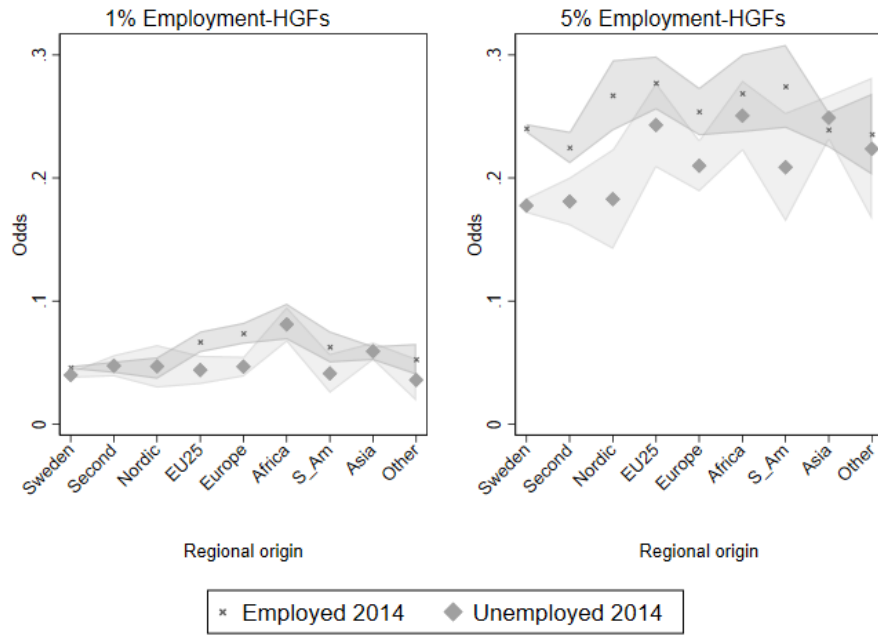 1% Employment-HGFs
5% Employment-HGFs
Odds
.3
.2
.1
0
Sweden
Second
Nordic
EU25
Europe
Africa
S_Am
Asia
Other
Regional origin
Odds
.3
.2
.1
0
Sweden
Second
Nordic
EU25
Europe
Africa
S_Am
Asia
Other
Regional origin
Employed 2014
Unemployed 2014